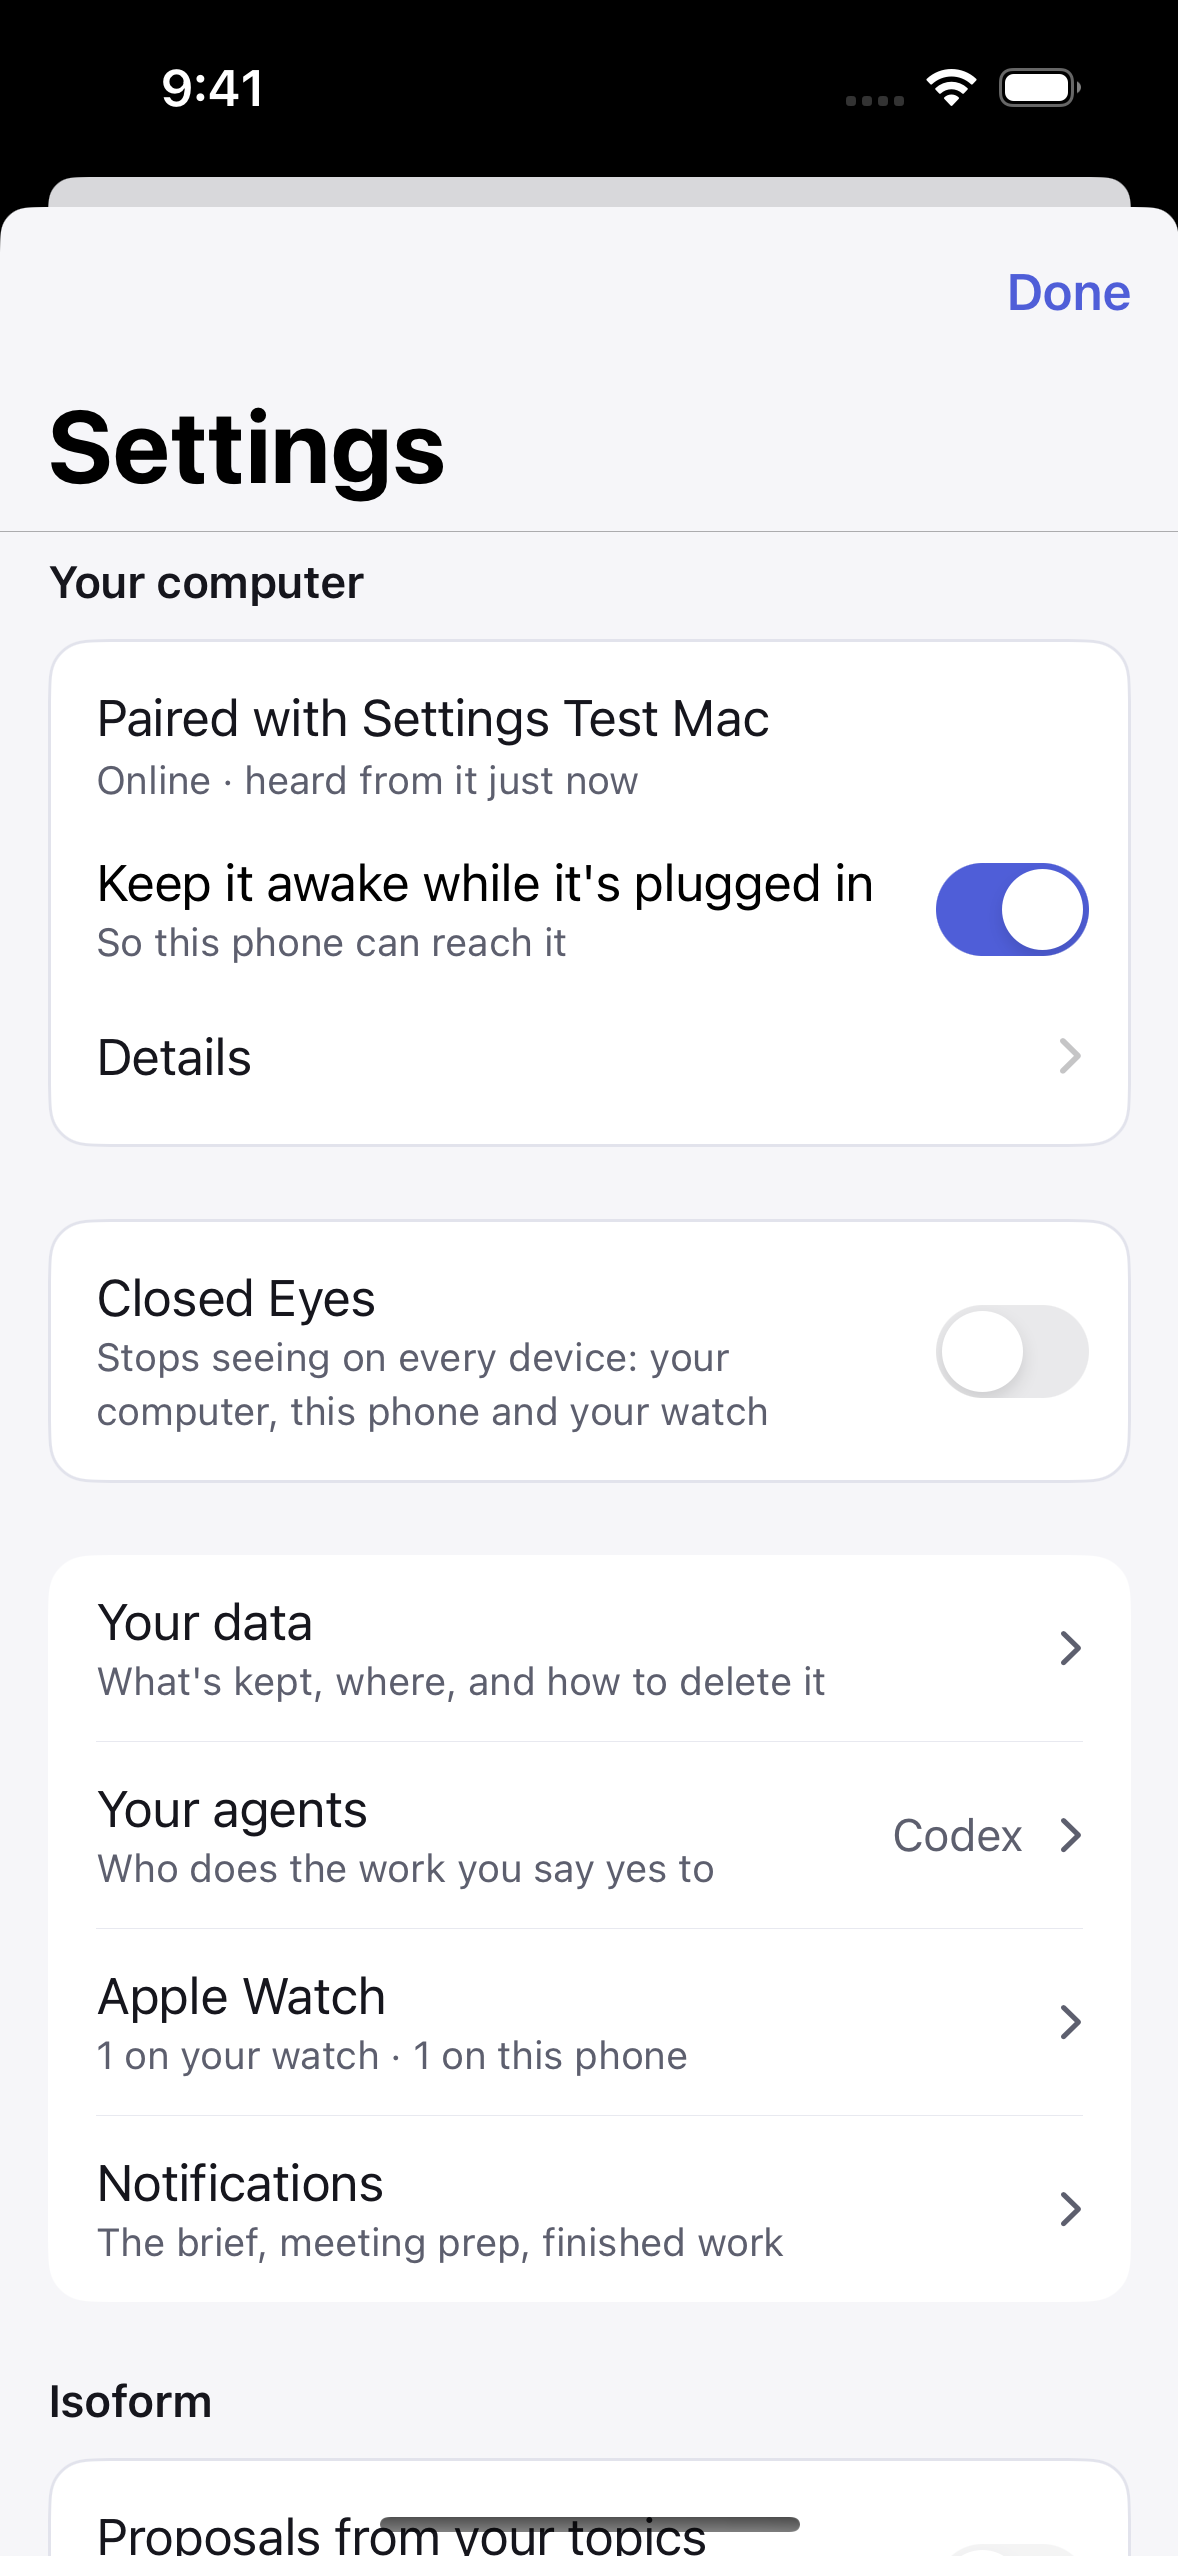 9:41
Done
Settings
Your computer
Paired with Settings Test Mac
Online · heard from it just now
Keep it awake while it's plugged in
So this phone can reach it
Details
Closed Eyes
Stops seeing on every device: your
computer, this phone and your watch
Your data
What's kept, where, and how to delete it
Your agents
Codex
Who does the work you say yes to
Apple Watch
1 on your watch · 1 on this phone
Notifications
The brief, meeting prep, finished work
Isoform
Proposals from your topics